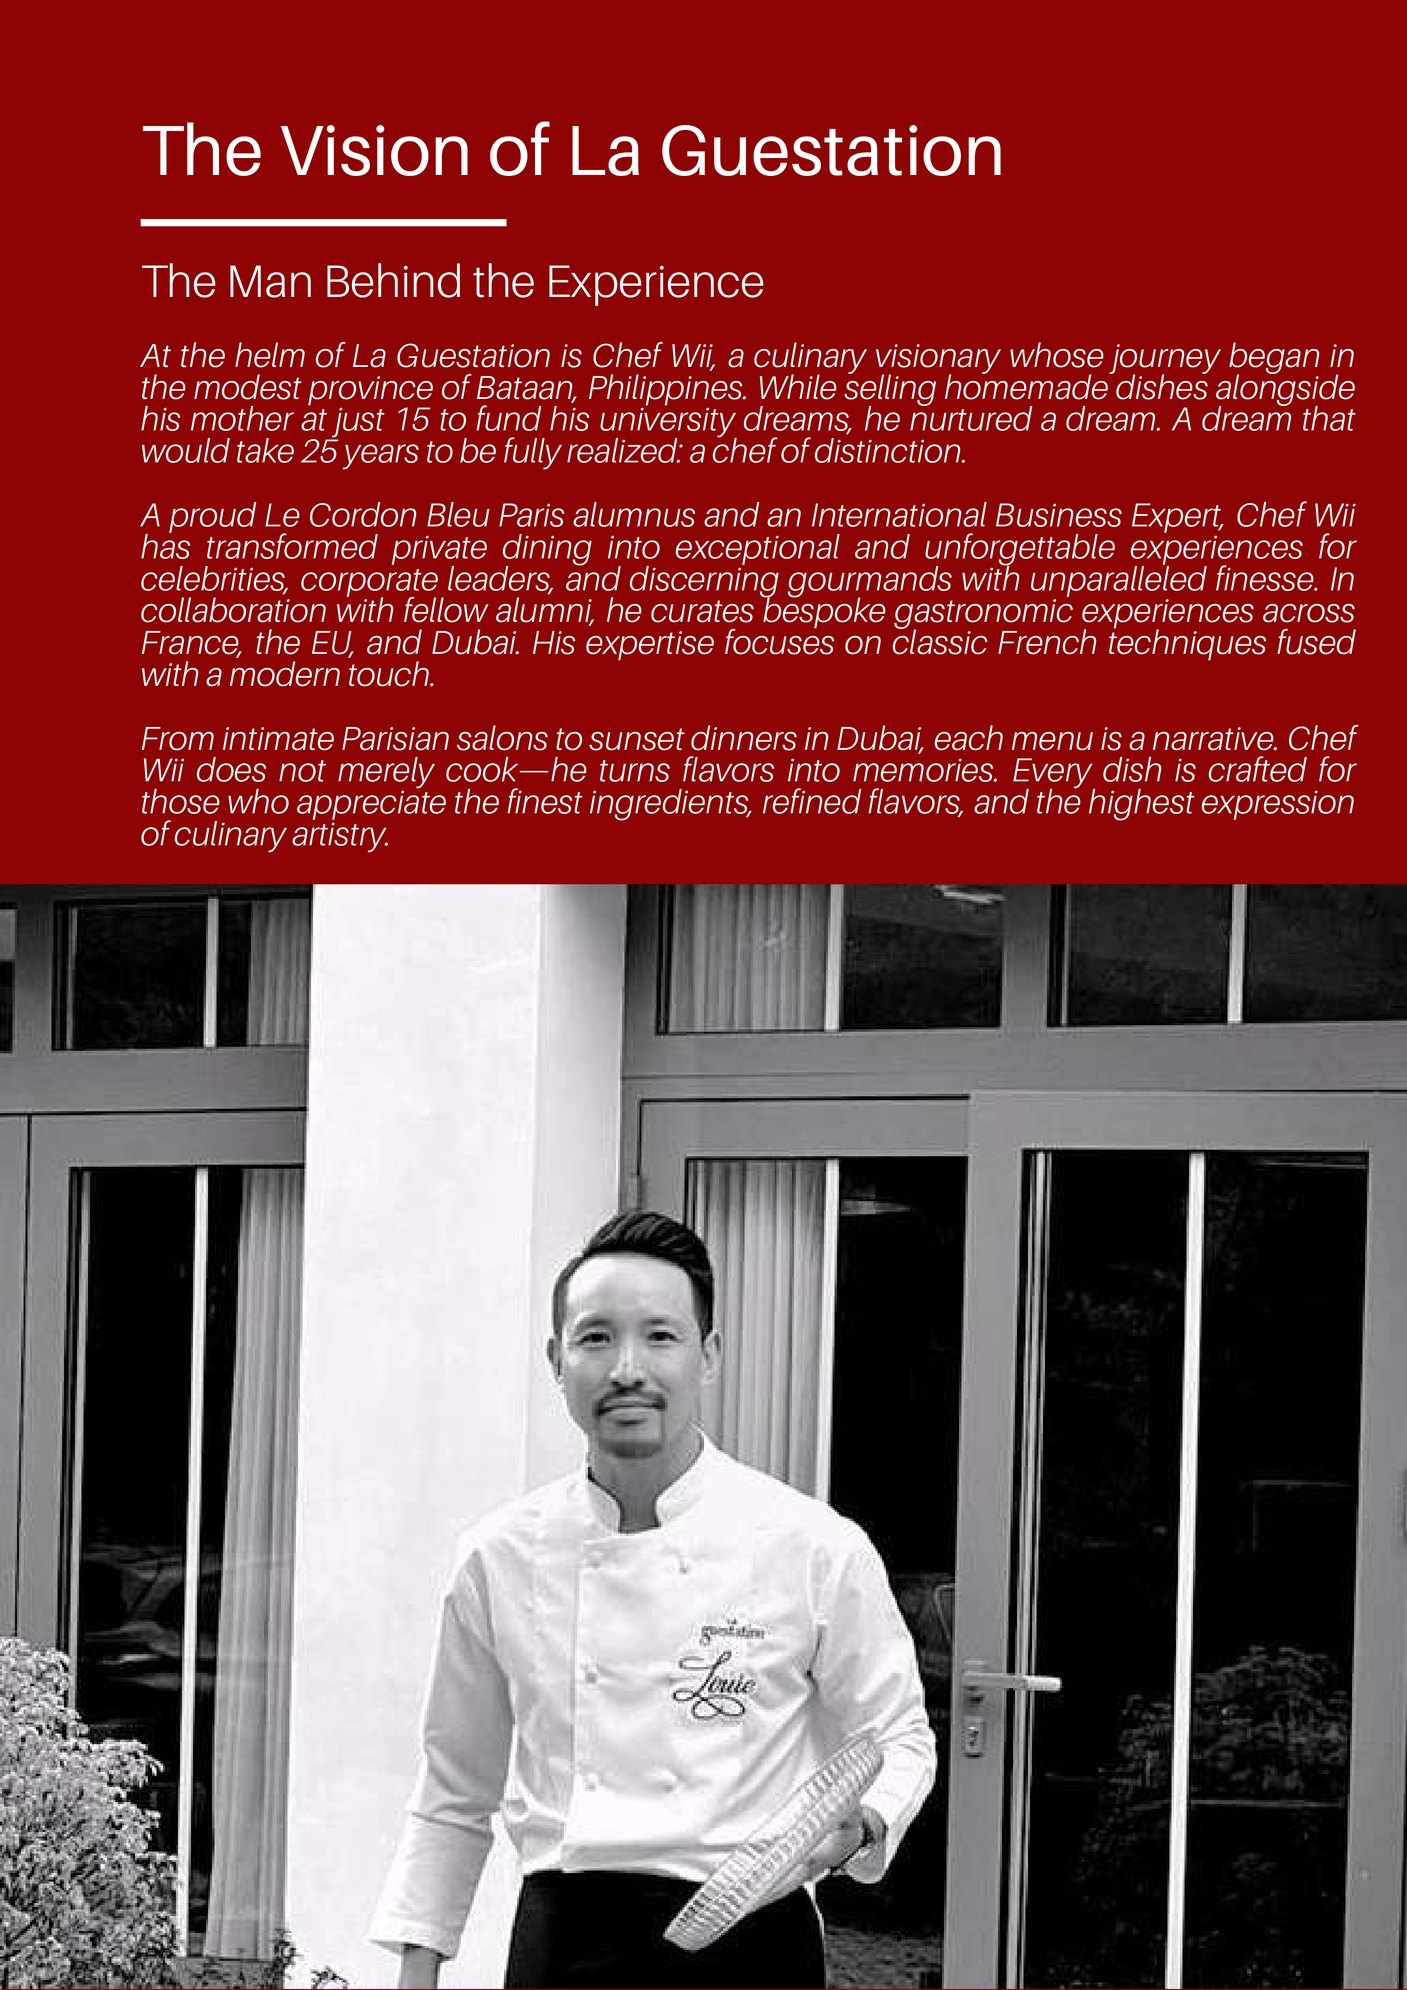 The Vision of La Guestation
The Man Behind the Experience
At the helm of La Guestation is Chef Wii, a culinary visionary whose journey began in
the modest province of Bataan, Philippines. While selling homemade dishes alongside
his mother at just 15 to fund his university dreams, he nurtured a dream. A dream that
would take 25 years to be fully realized: a chef of distinction.
A proud Le Cordon Bleu Paris alumnus and an International Business Expert, Chef Wii
has transformed private dining into exceptional and unforgettable experiences for
celebrities, corporate leaders, and discerning gourmands with unparalleled finesse. In
collaboration with fellow alumni, he curates bespoke gastronomic experiences across
France, the EU, and Dubai. His expertise focuses on classic French techniques fused
with a modern touch.
From intimate Parisian salons to sunset dinners in Dubai, each menu is a narrative. Chef
Wii does not merely cook—he turns flavors into memories. Every dish is crafted for
those who appreciate the finest ingredients, refined flavors, and the highest expression
of culinary artistry.
la
guestation
Louie